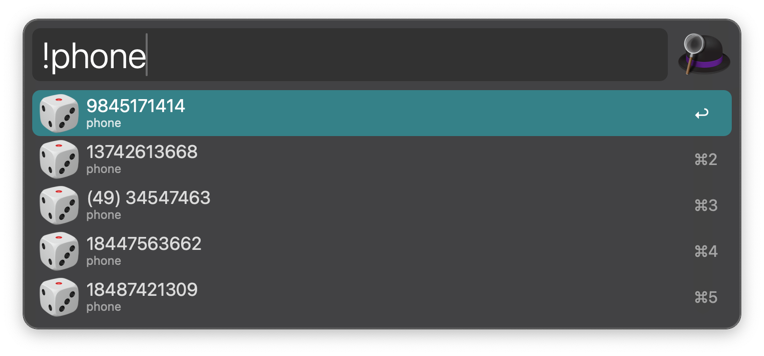 !phone
9845171414
phone
↩
13742613668
phone
⌘2
(49) 34547463
phone
⌘3
18447563662
phone
⌘4
18487421309
phone
⌘5